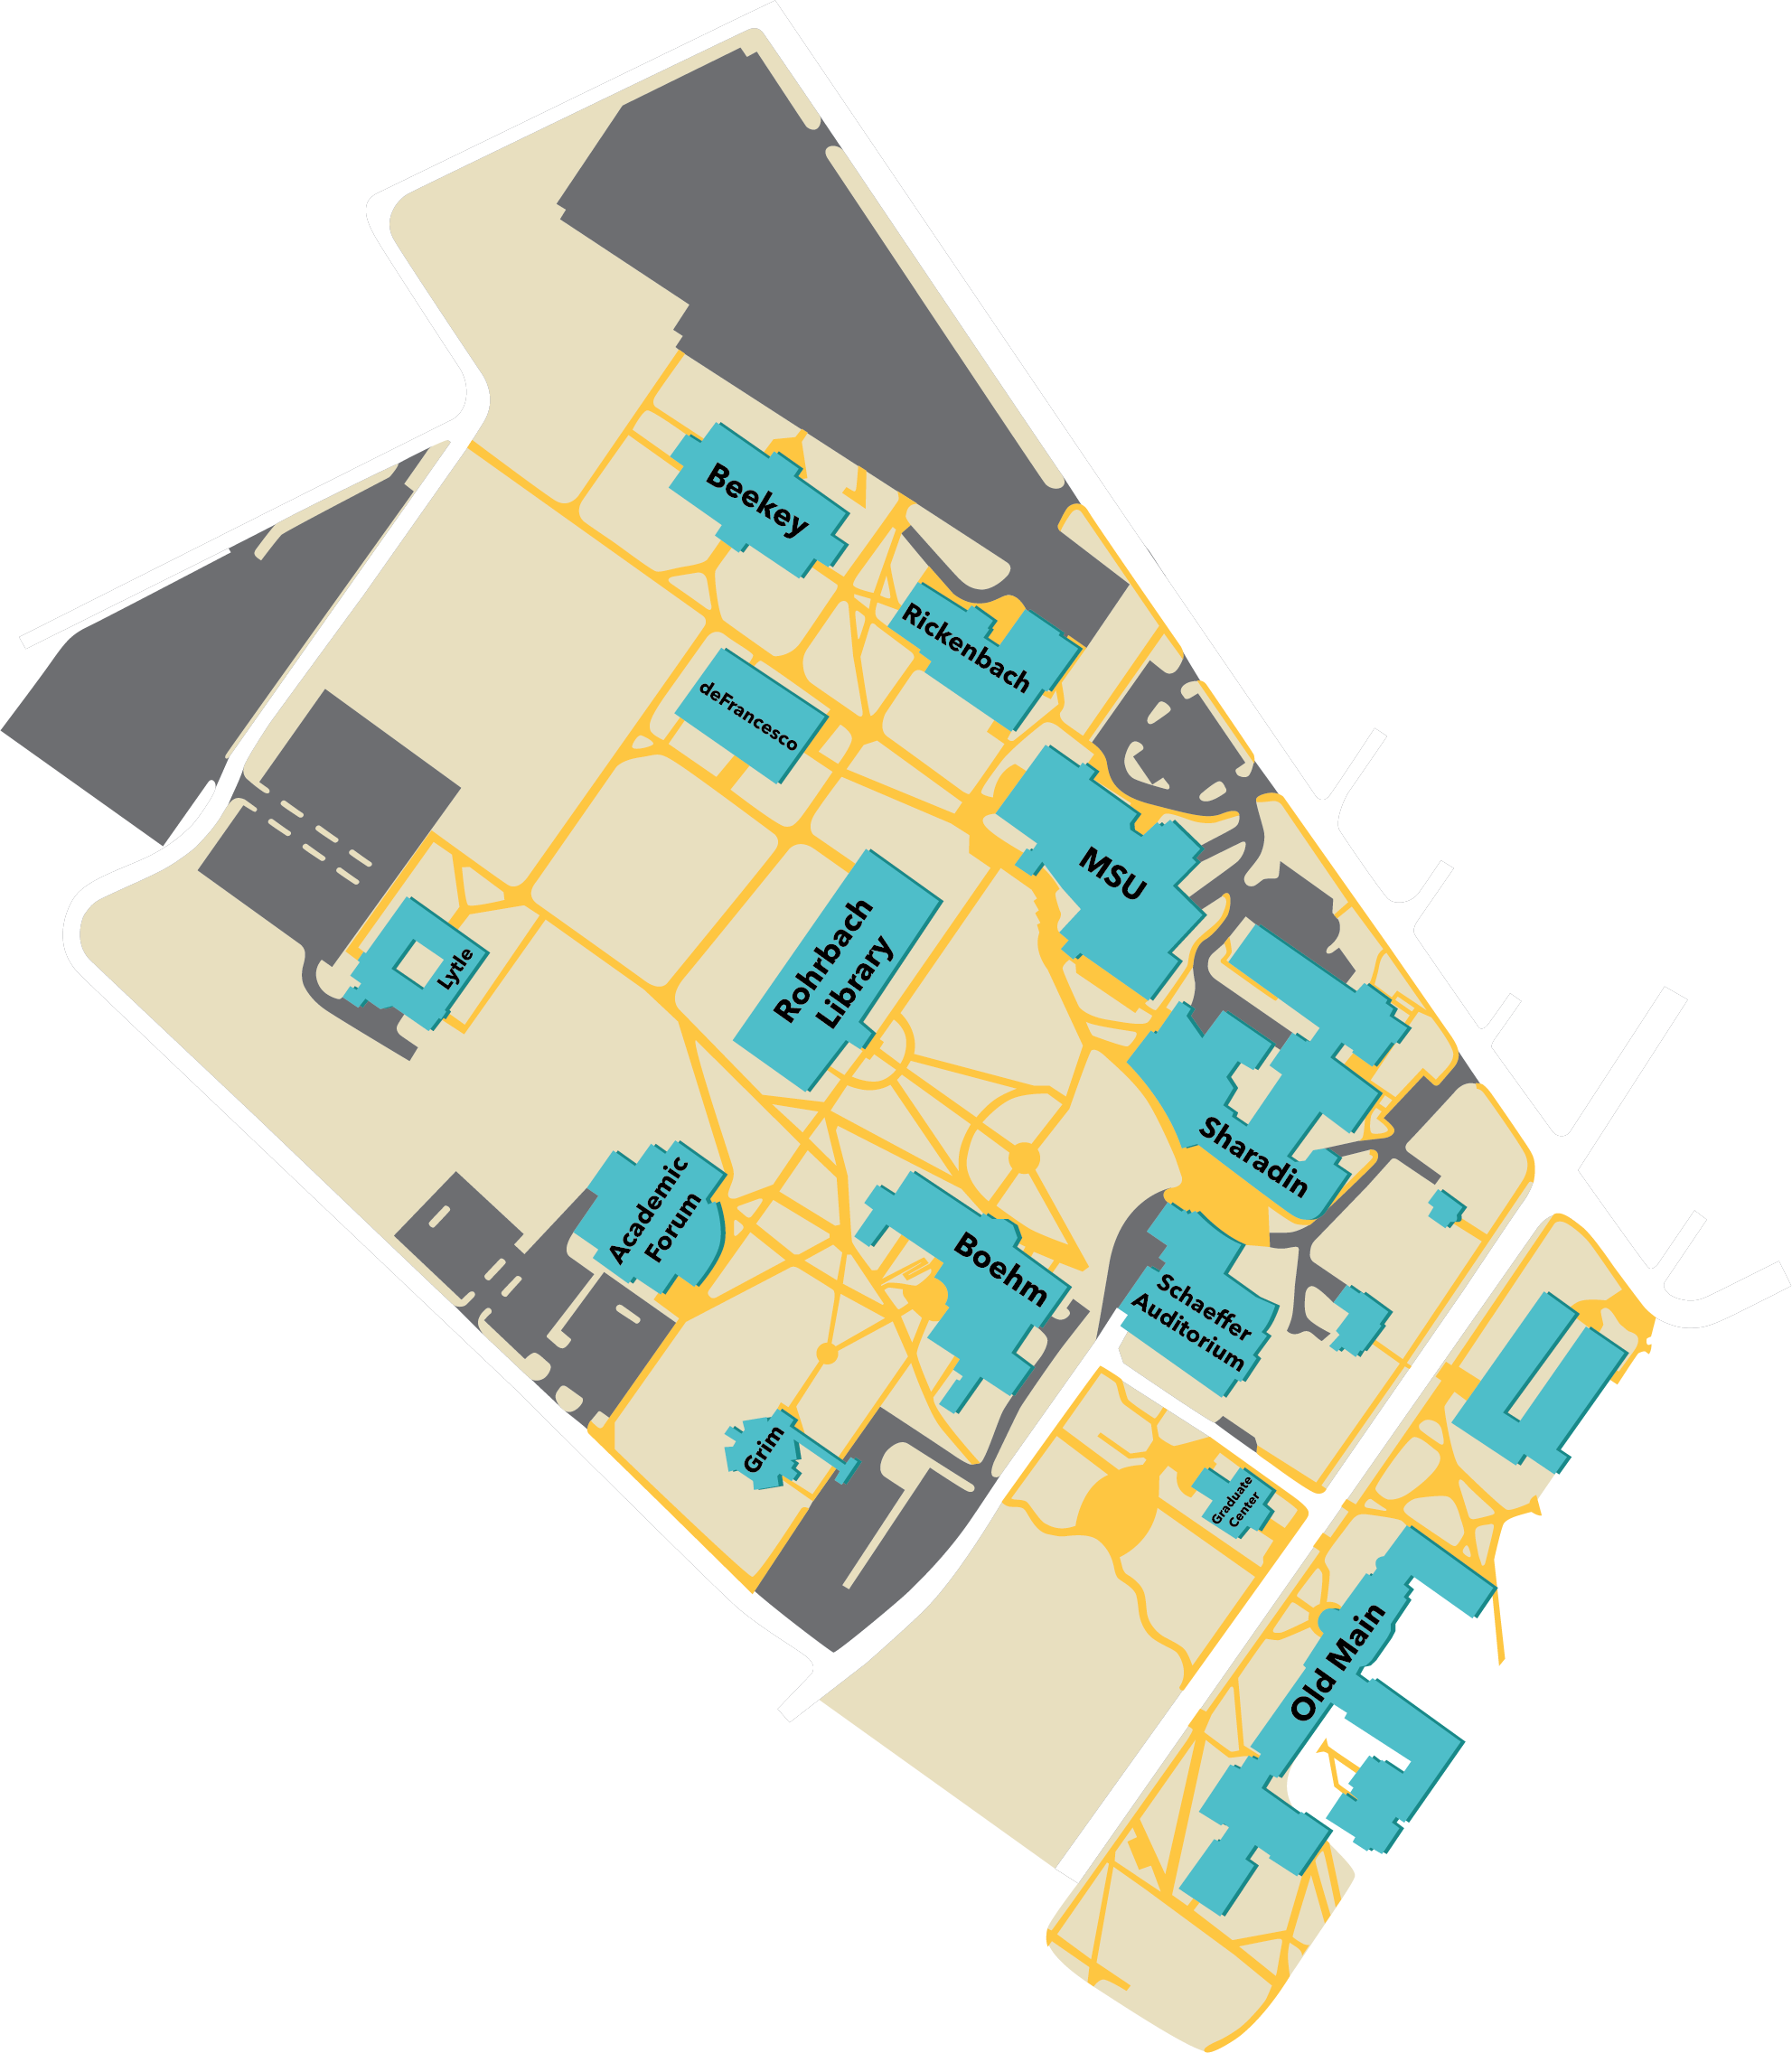 Beekey
Rickenbach
deFrancesco
MSU
Rohrbach
Library
Lytle
Sharadin
Academic
Forum
Boehm
Schaeffer
Auditorium
Grim
Graduate
Center
Old Main